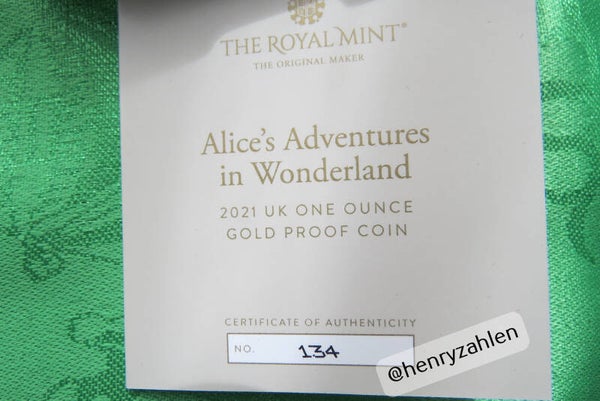 THE ROYAL MINT®
THE ORIGINAL MAKER
Alice's Adventures
in Wonderland
2021 UK ONE OUNCE
GOLD PROOF COIN
CERTIFICATE OF AUTHENTICITY
NO. 134
@henryzahlen